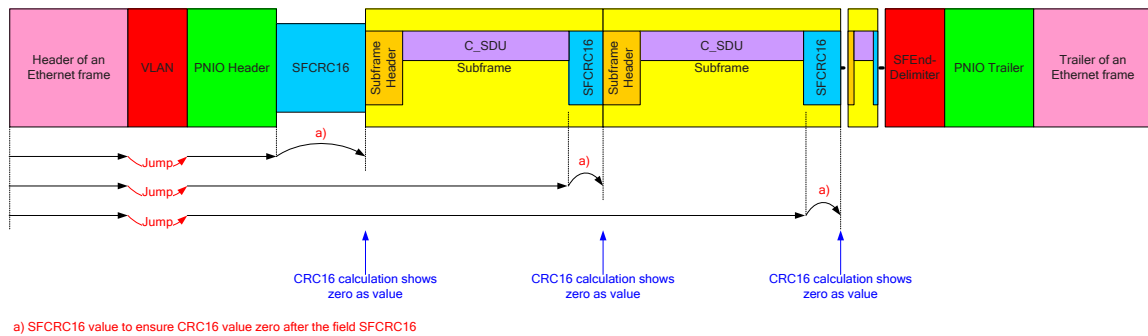 Header of an
Ethernet frame
VLAN
PNIO Header
SFCRC16
Subframe
Header
C_SDU
Subframe
SFCRC16
Subframe
Header
C_SDU
Subframe
SFCRC16
SFEnd-
Delimiter
PNIO Trailer
Trailer of an
Ethernet frame
a)
Jump
a)
Jump
a)
Jump
CRC16 calculation shows
zero as value
CRC16 calculation shows
zero as value
CRC16 calculation shows
zero as value
a) SFCRC16 value to ensure CRC16 value zero after the field SFCRC16